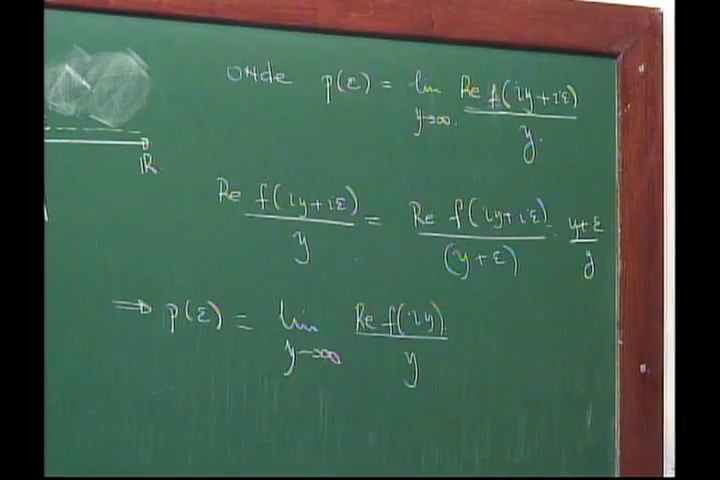 onde p(ε) = lim y→∞ Re f(iy+iε) / y
ℝ
Re f(iy+iε) / y = Re f(iy+iε) / (y+ε) · y+ε / y
⇒ p(ε) = lim y→∞ Re f(iy) / y